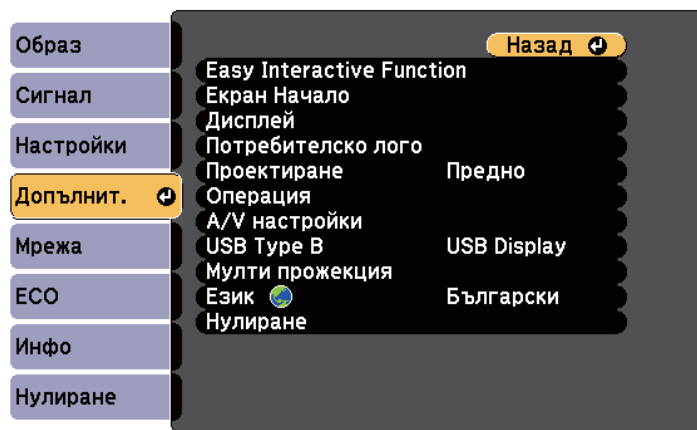 Образ
Сигнал
Настройки
Допълнит.
Мрежа
ECO
Инфо
Нулиране
Назад
Easy Interactive Function
Екран Начало
Дисплей
Потребителско лого
Проектиране Предно
Операция
A/V настройки
USB Type B USB Display
Мулти прожекция
Език Български
Нулиране